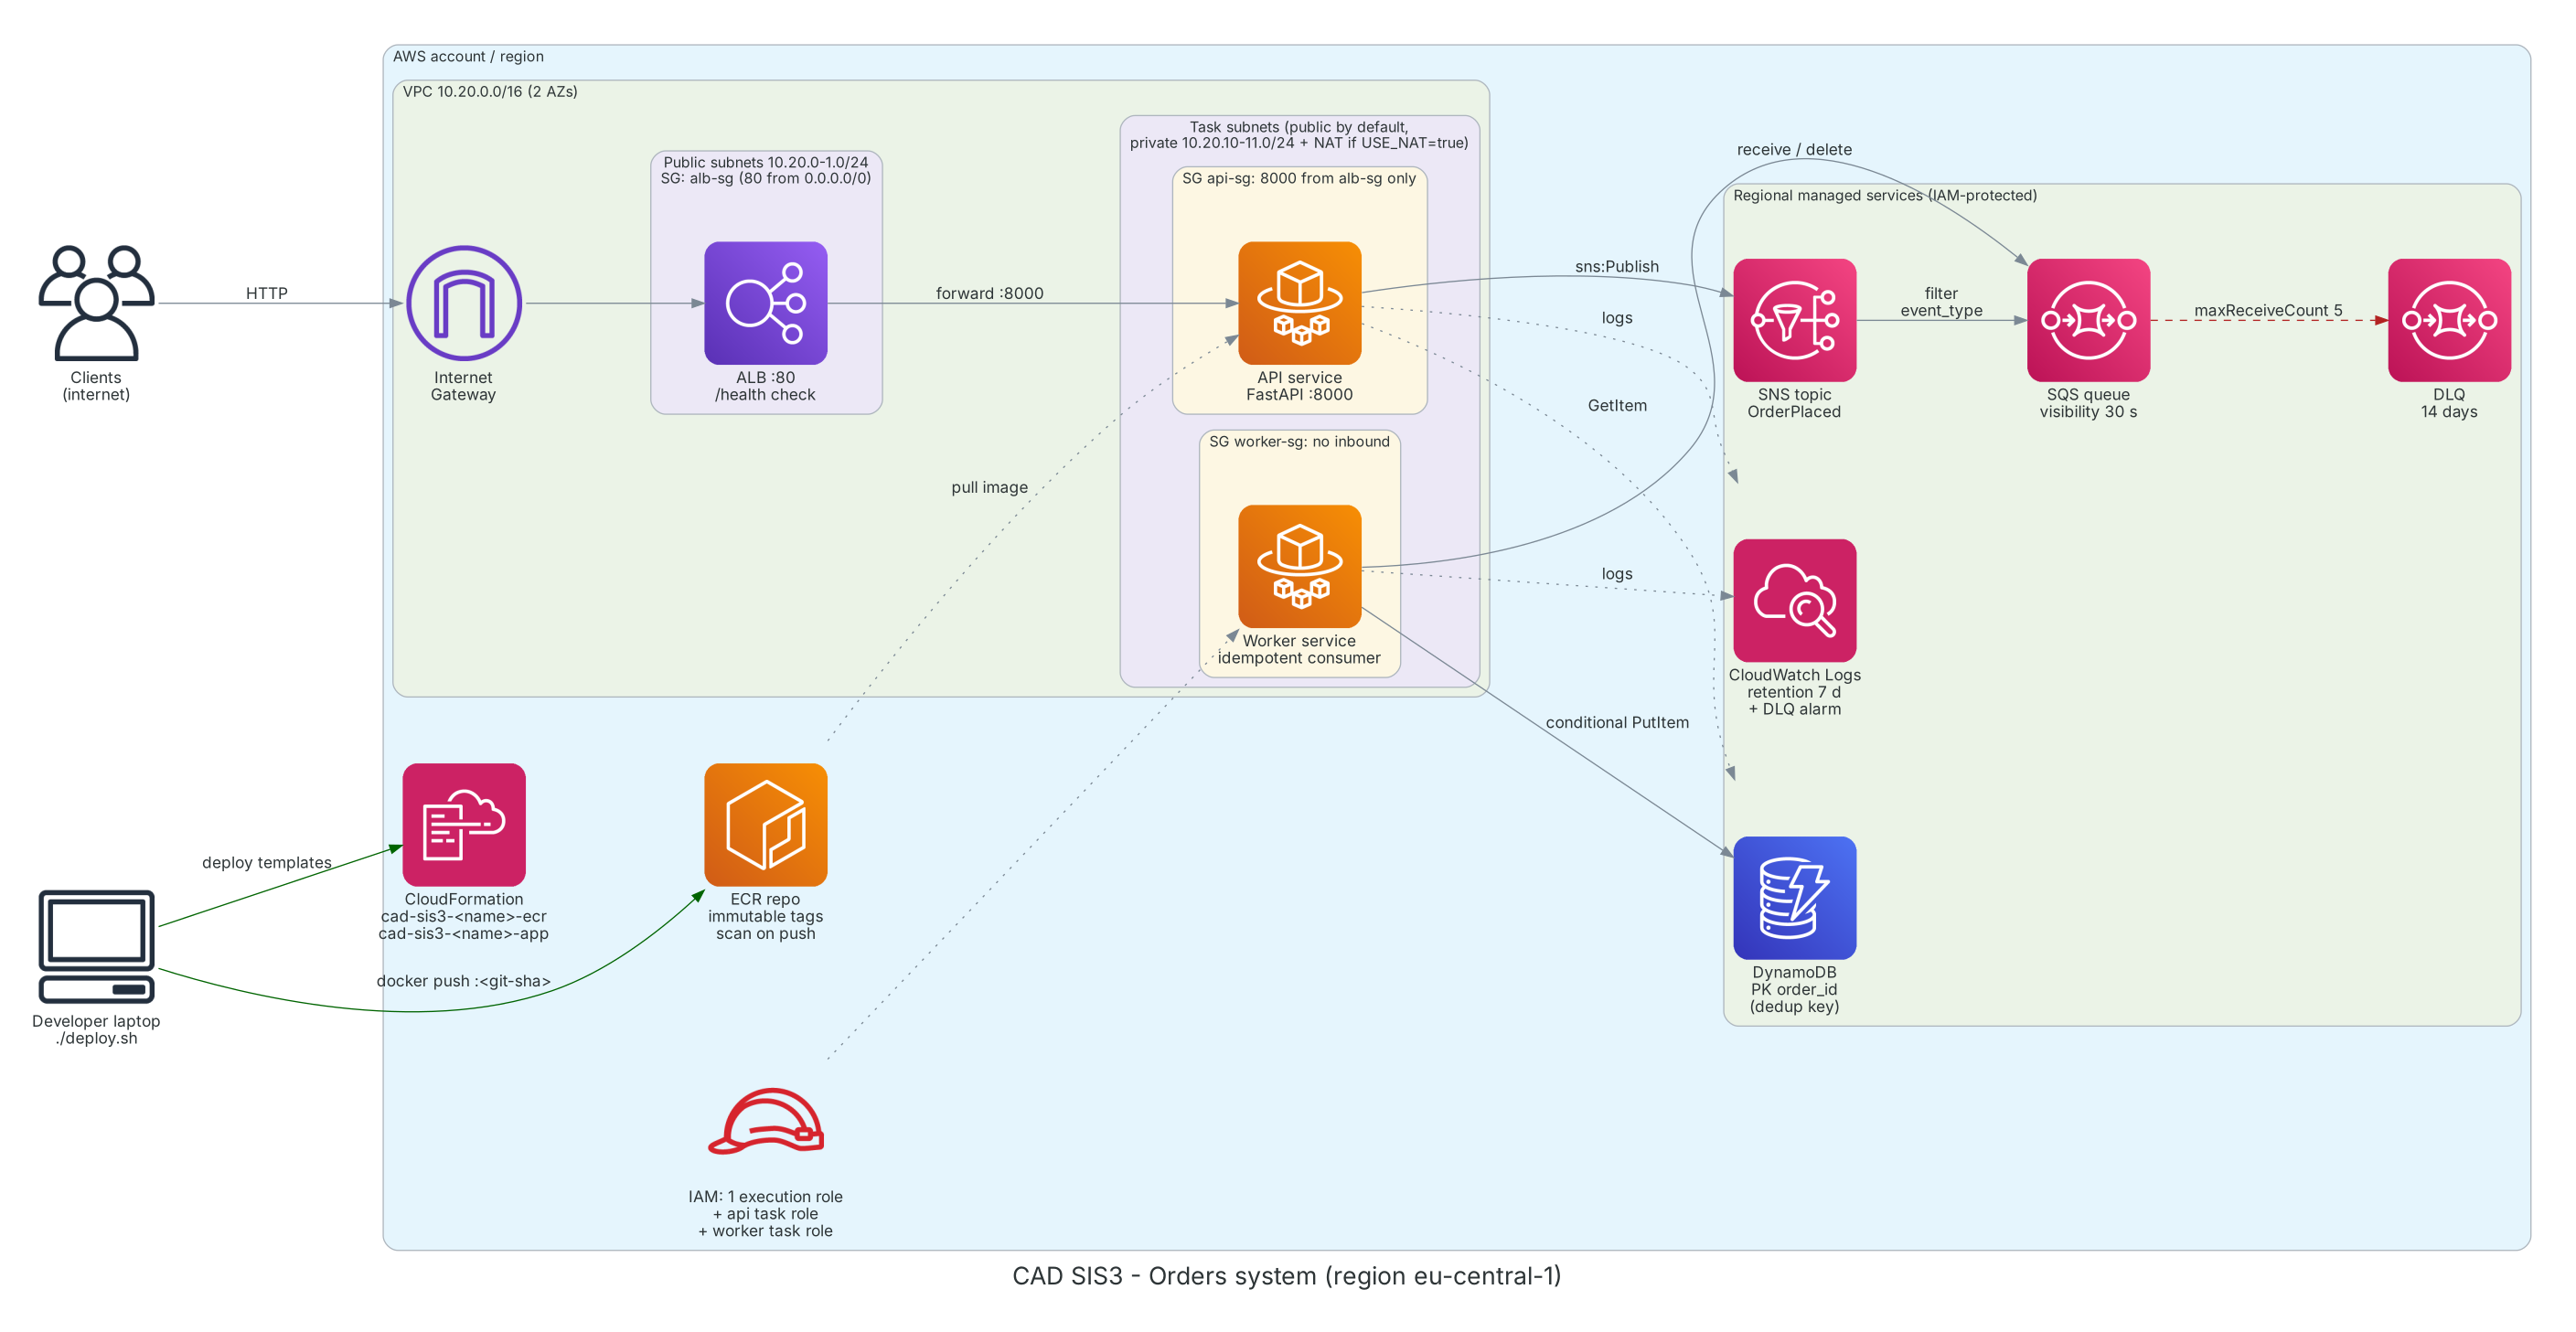 AWS account / region
VPC 10.20.0.0/16 (2 AZs)
Task subnets (public by default,
private 10.20.10-11.0/24 + NAT if USE_NAT=true)
Public subnets 10.20.0-1.0/24
SG: alb-sg (80 from 0.0.0.0/0)
SG api-sg: 8000 from alb-sg only
receive / delete
Regional managed services (IAM-protected)
HTTP
forward :8000
sns:Publish
filter
event_type
maxReceiveCount 5
logs
Clients
(internet)
Internet
Gateway
ALB :80
/health check
API service
FastAPI :8000
SNS topic
OrderPlaced
SQS queue
visibility 30 s
DLQ
14 days
GetItem
SG worker-sg: no inbound
pull image
logs
Worker service
idempotent consumer
CloudWatch Logs
retention 7 d
+ DLQ alarm
conditional PutItem
deploy templates
CloudFormation
cad-sis3-<name>-ecr
cad-sis3-<name>-app
ECR repo
immutable tags
scan on push
docker push :<git-sha>
DynamoDB
PK order_id
(dedup key)
Developer laptop
./deploy.sh
IAM: 1 execution role
+ api task role
+ worker task role
CAD SIS3 - Orders system (region eu-central-1)